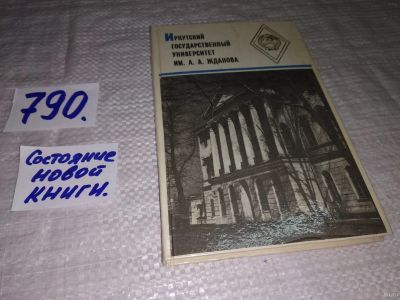 790.
Состояние
новой
книги.
Иркутский
государственный
университет
им. А. А. Жданова